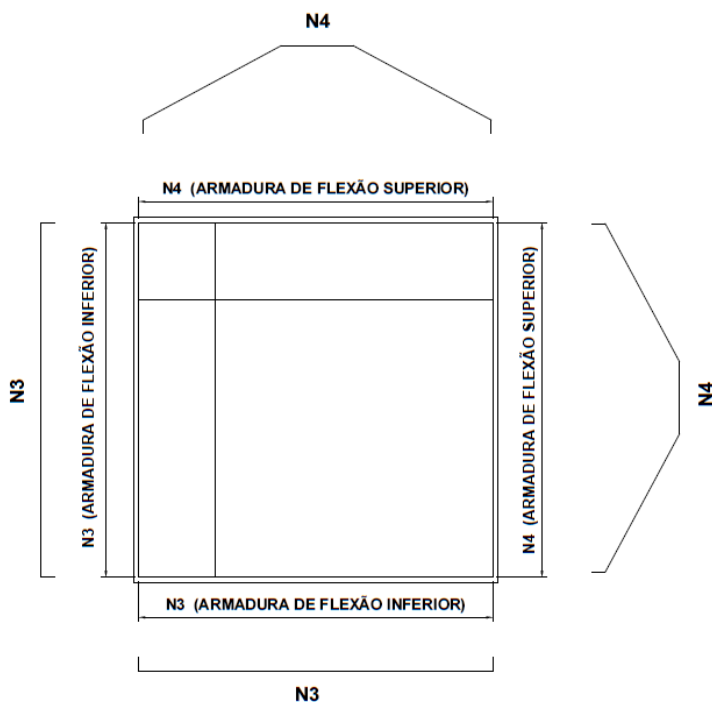 N4
N4 (ARMADURA DE FLEXÃO SUPERIOR)
N3
N3 (ARMADURA DE FLEXÃO INFERIOR)
N4 (ARMADURA DE FLEXÃO SUPERIOR)
N4
N3 (ARMADURA DE FLEXÃO INFERIOR)
N3